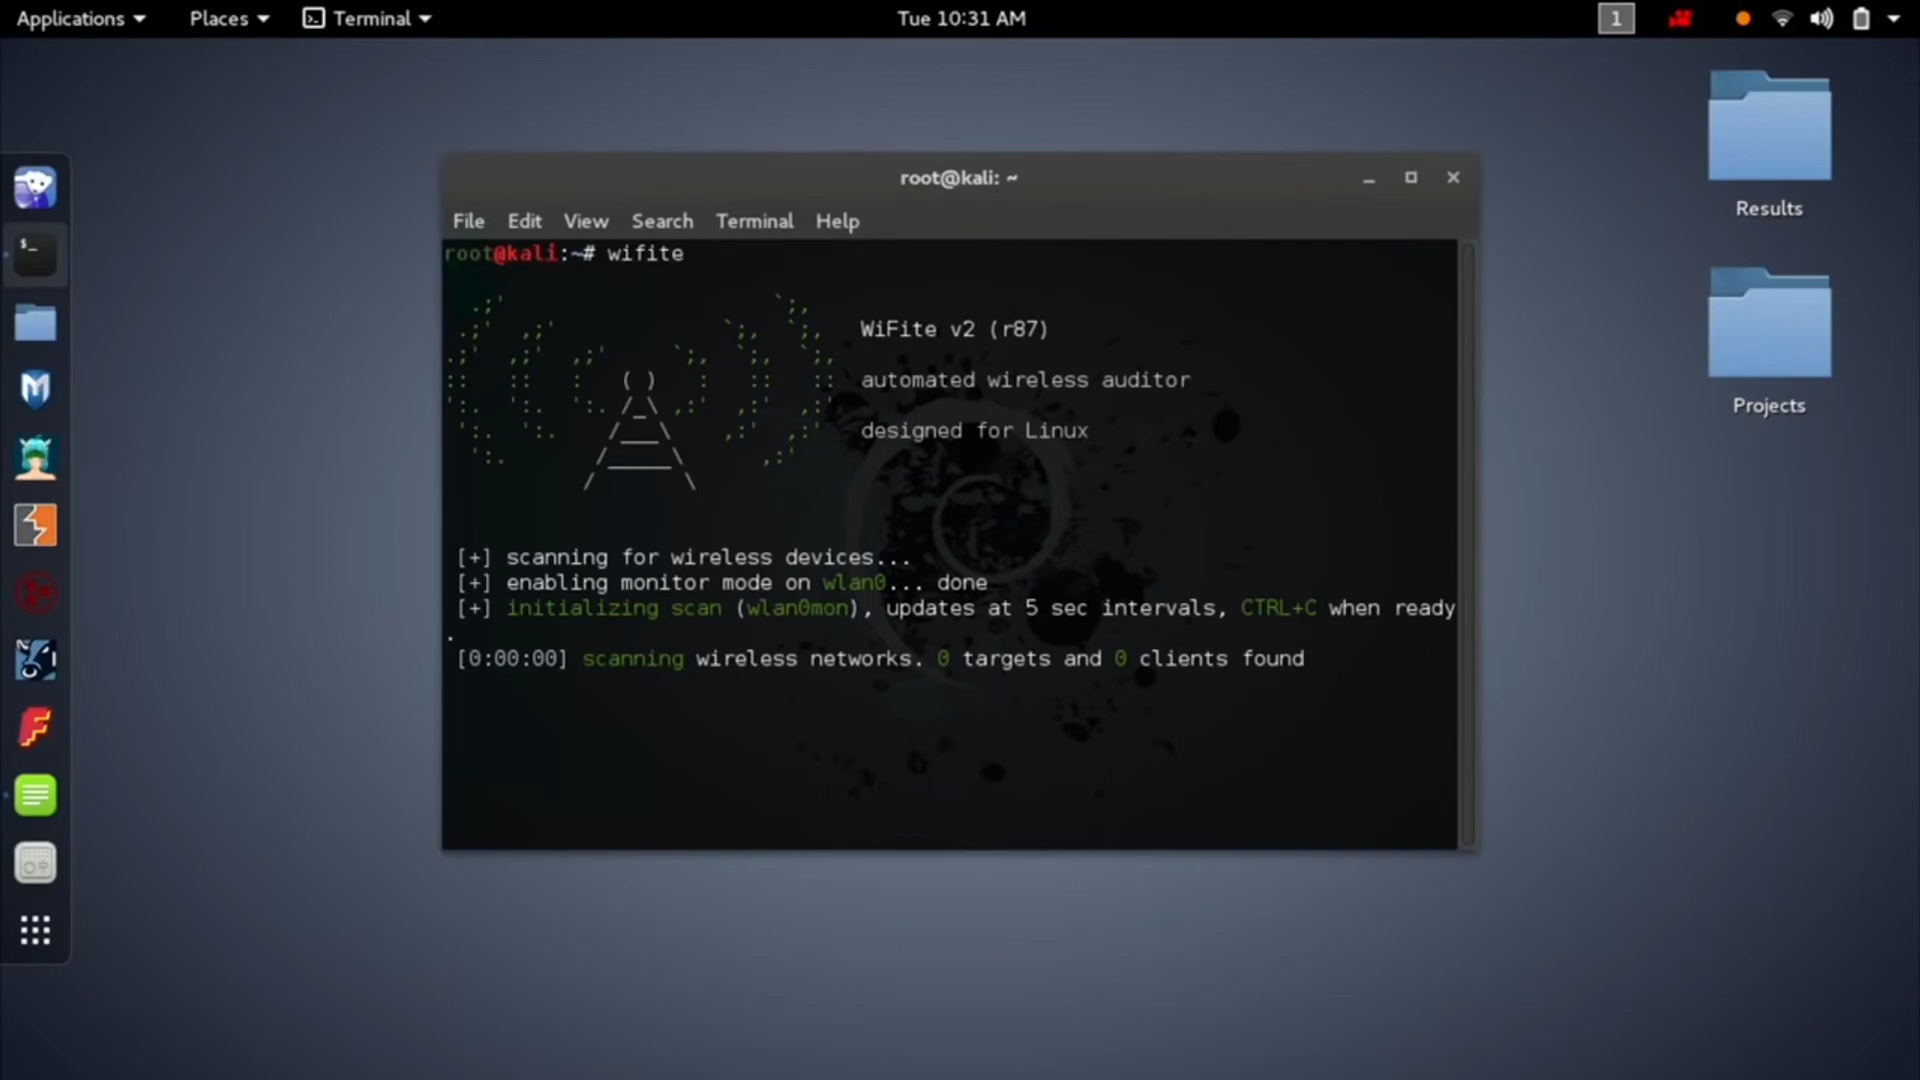 Applications Places Terminal Tue 10:31 AM 1
Results
Projects
root@kali: ~
File Edit View Search Terminal Help
root@kali:~# wifite
WiFite v2 (r87)
automated wireless auditor
designed for Linux
[+] scanning for wireless devices...
[+] enabling monitor mode on wlan0... done
[+] initializing scan (wlan0mon), updates at 5 sec intervals, CTRL+C when ready
.
[0:00:00] scanning wireless networks. 0 targets and 0 clients found